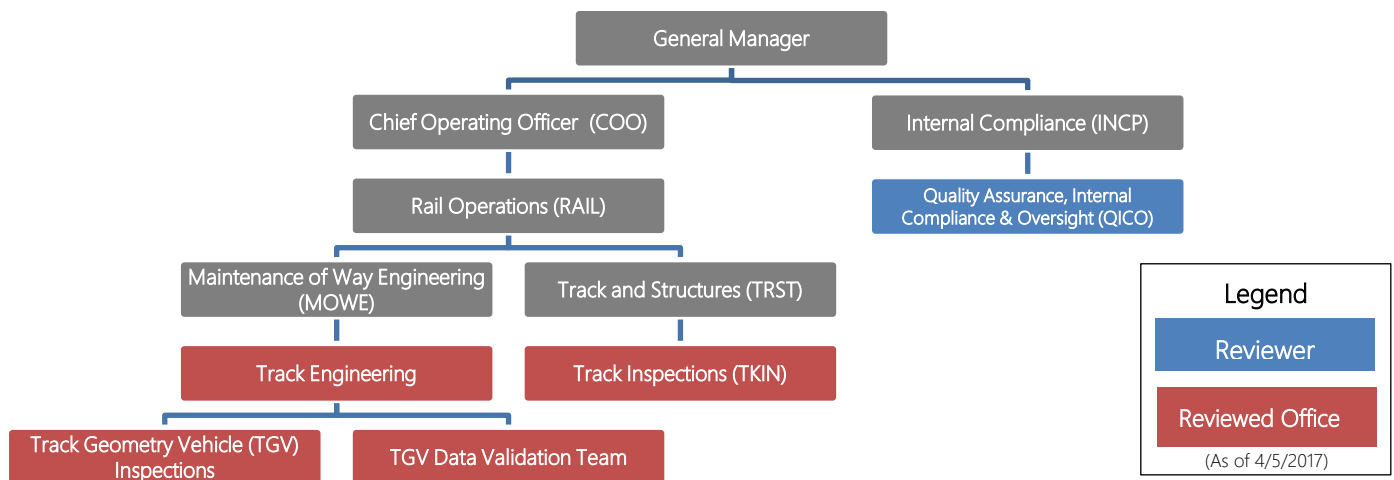 General Manager
Chief Operating Officer (COO)
Internal Compliance (INCP)
Rail Operations (RAIL)
Quality Assurance, Internal
Compliance & Oversight (QICO)
Maintenance of Way Engineering
(MOWE)
Track and Structures (TRST)
Track Engineering
Track Inspections (TKIN)
Track Geometry Vehicle (TGV)
Inspections
TGV Data Validation Team
Legend
Reviewer
Reviewed Office
(As of 4/5/2017)